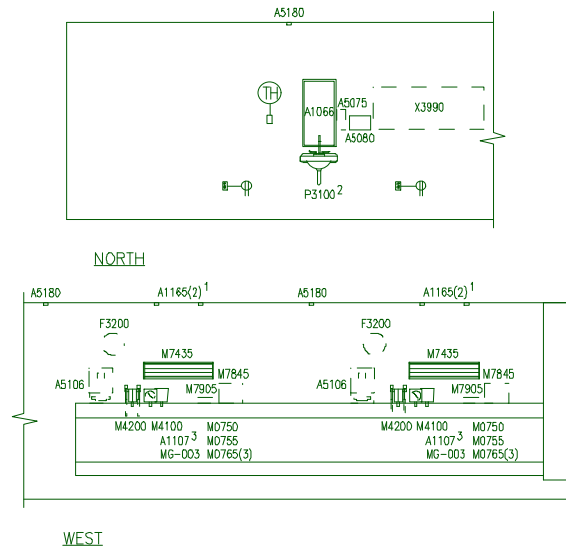 A5180
TH
A1066
A5075
X3990
A5080
P3100 2
NORTH
A5180 A1165(2) 1 A5180 A1165(2) 1
F3200 F3200
M7435 M7435
M7845 M7845
A5106 M7905 A5106 M7905
M4200 M4100 M0750 M4200 M4100 M0750
A1107 3 M0755 A1107 3 M0755
MG-003 M0765(3) MG-003 M0765(3)
WEST